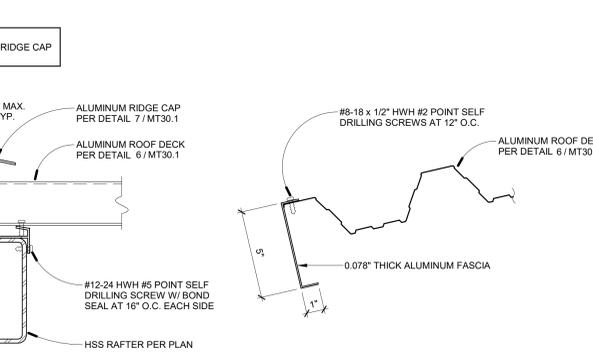 RIDGE CAP
MAX.
YP.
ALUMINUM RIDGE CAP
PER DETAIL 7 / MT30.1
ALUMINUM ROOF DECK
PER DETAIL 6 / MT30.1
#12-24 HWH #5 POINT SELF
DRILLING SCREW W/ BOND
SEAL AT 16" O.C. EACH SIDE
HSS RAFTER PER PLAN
#8-18 x 1/2" HWH #2 POINT SELF
DRILLING SCREWS AT 12" O.C.
ALUMINUM ROOF DE
PER DETAIL 6 / MT30
5"
0.078" THICK ALUMINUM FASCIA
1"